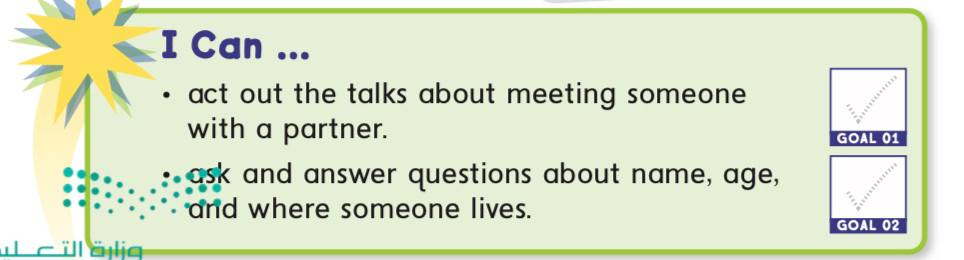 I Can ...
• act out the talks about meeting someone
with a partner.
GOAL 01
• ask and answer questions about name, age,
and where someone lives.
GOAL 02
وزارة